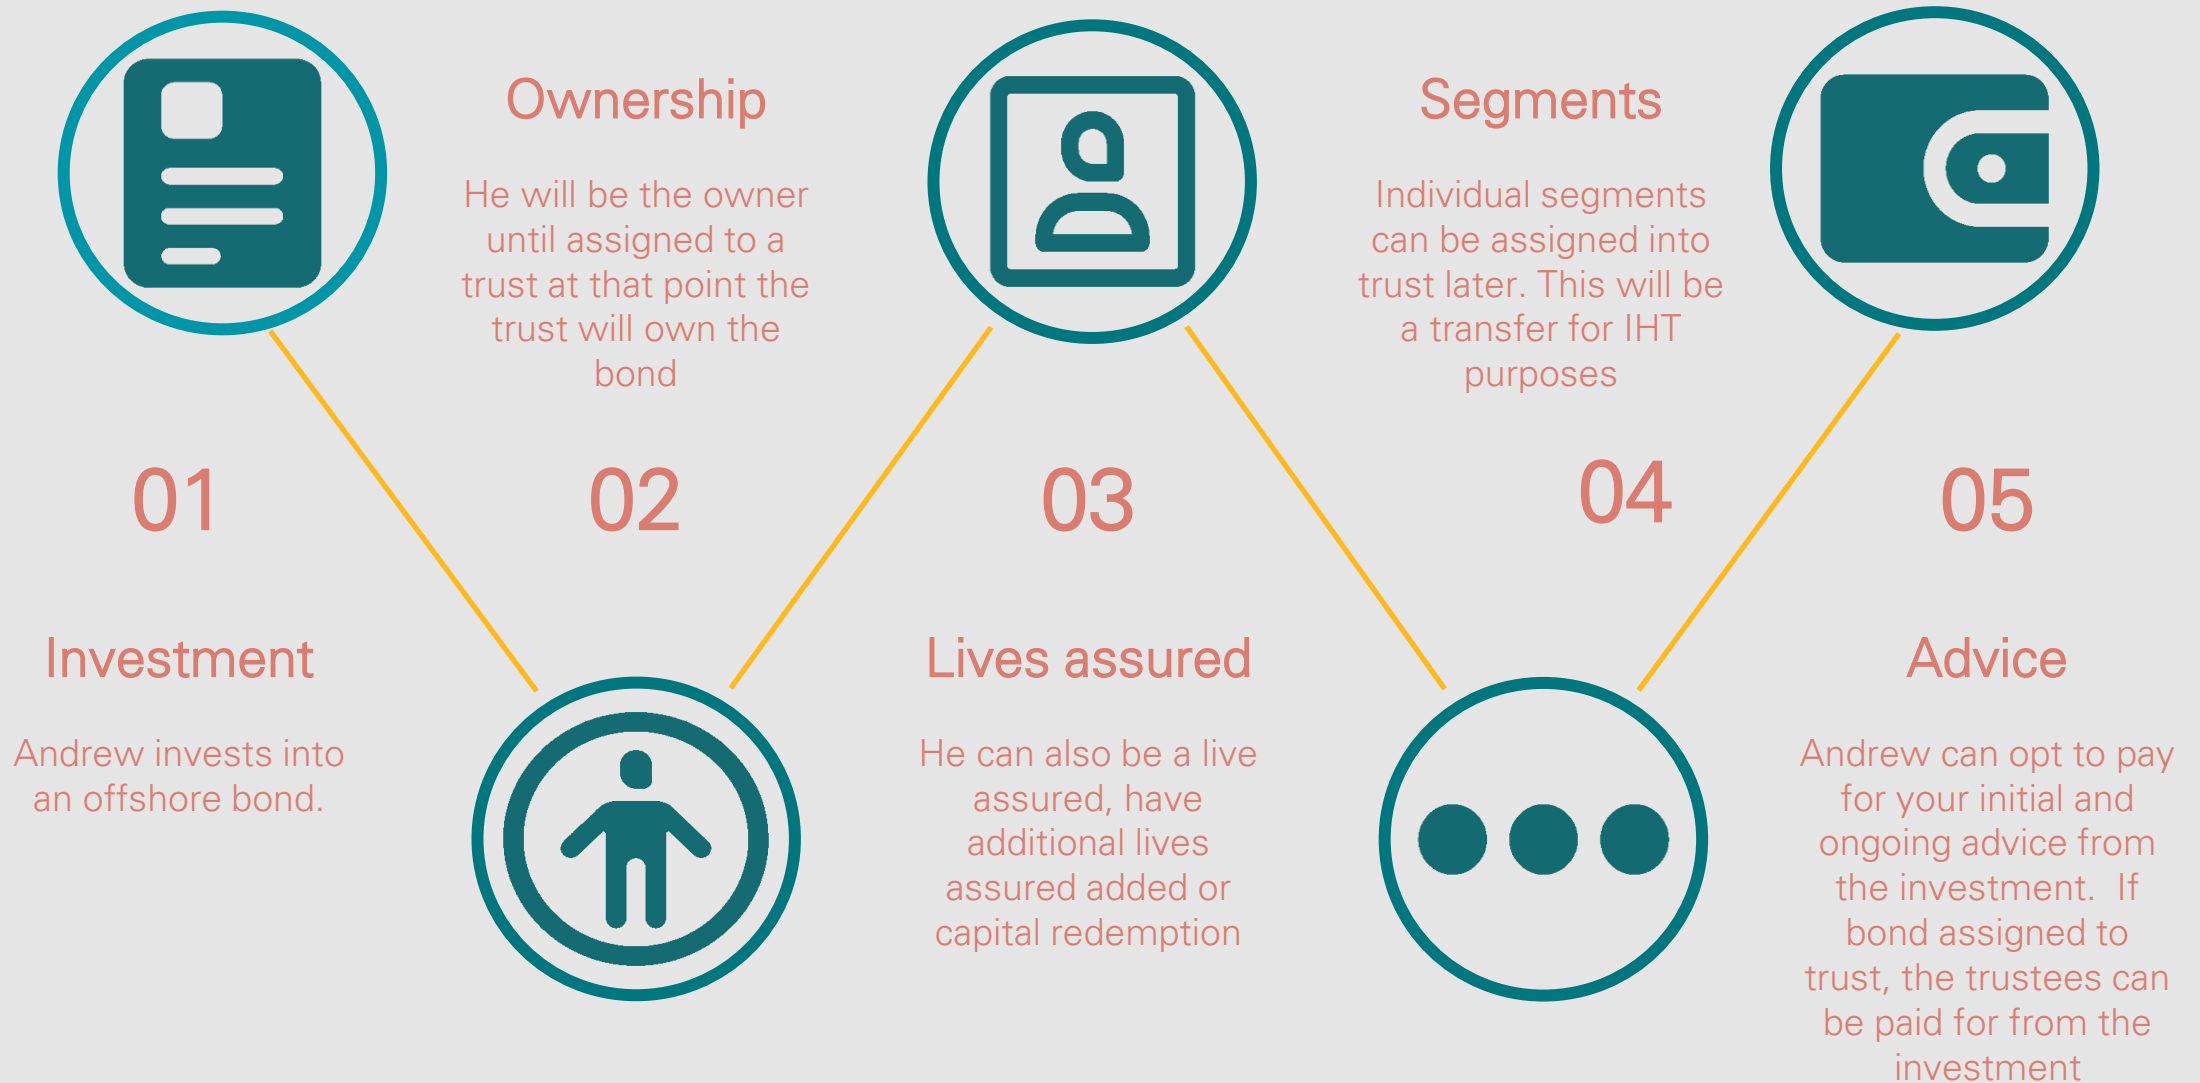 01
Investment
Andrew invests into
an offshore bond.
Ownership
He will be the owner
until assigned to a
trust at that point the
trust will own the
bond
02
03
Lives assured
He can also be a live
assured, have
additional lives
assured added or
capital redemption
Segments
Individual segments
can be assigned into
trust later. This will be
a transfer for IHT
purposes
04
05
Advice
Andrew can opt to pay
for your initial and
ongoing advice from
the investment.  If
bond assigned to
trust, the trustees can
be paid for from the
investment